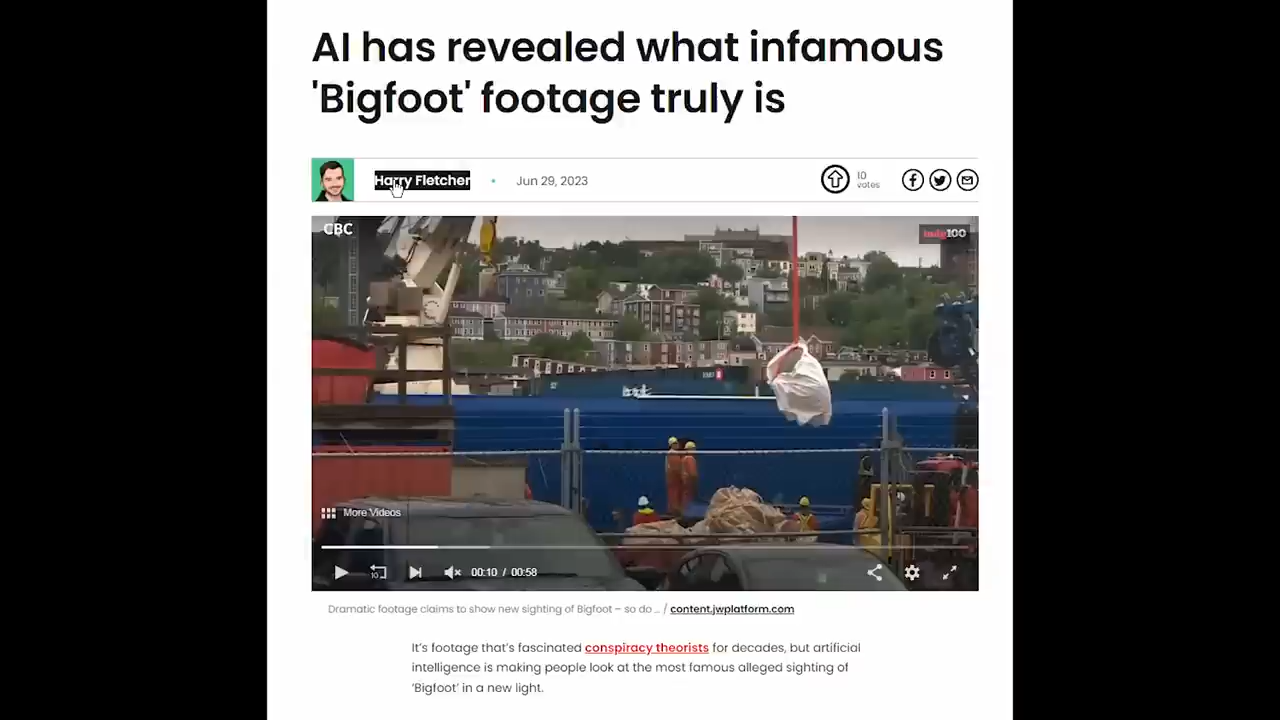 AI has revealed what infamous
'Bigfoot' footage truly is
Harry Fletcher • Jun 29, 2023
10
votes
CBC
indy100
More Videos
10
00:10 / 00:58
Dramatic footage claims to show new sighting of Bigfoot – so do ... / content.jwplatform.com
It's footage that's fascinated conspiracy theorists for decades, but artificial
intelligence is making people look at the most famous alleged sighting of
'Bigfoot' in a new light.